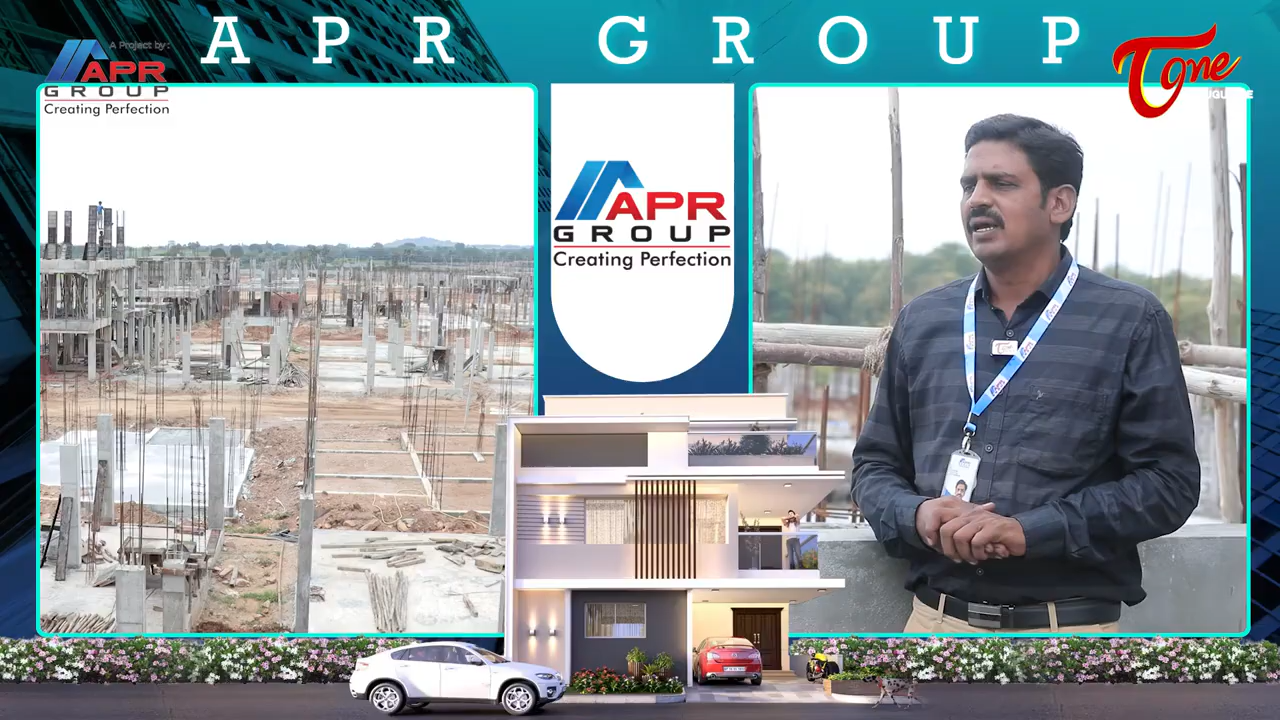 A P R G R O U P
A Project by :
APR
GROUP
Creating Perfection
Tone
APR
GROUP
Creating Perfection